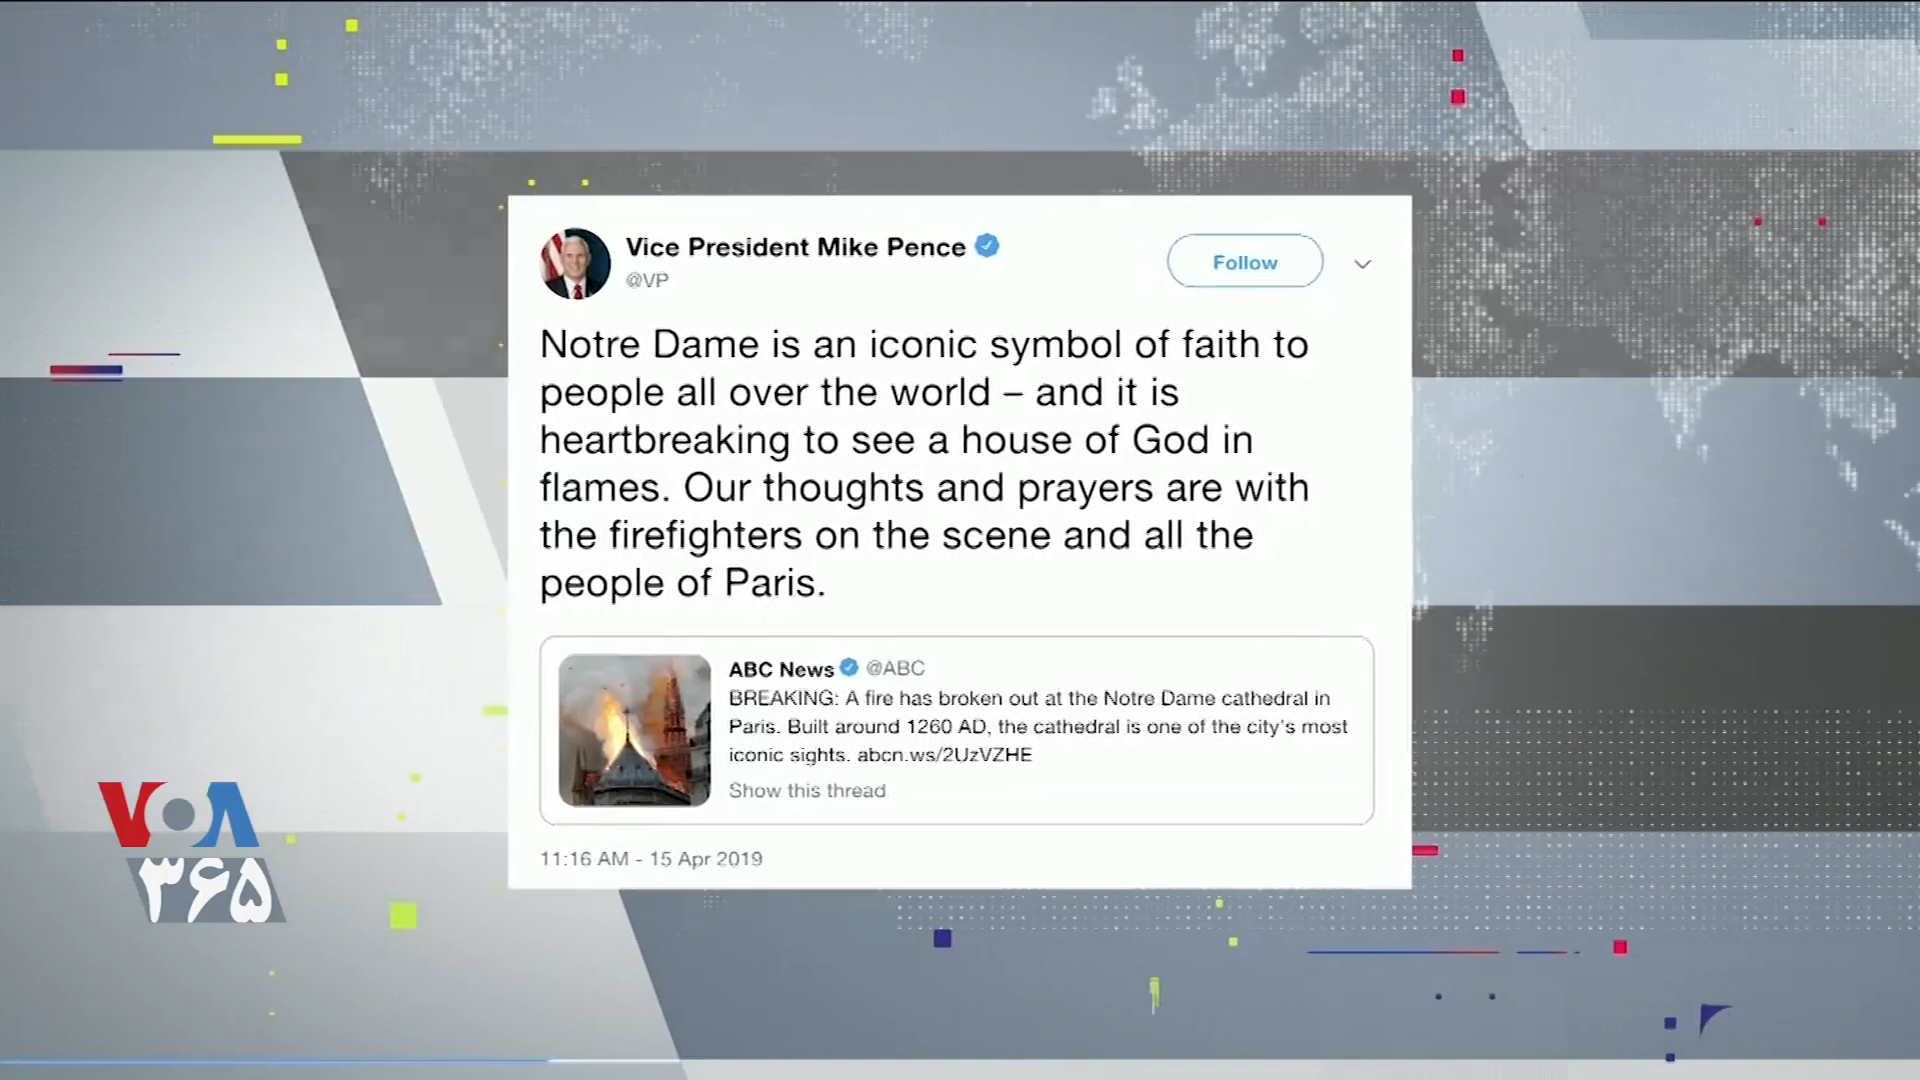 Vice President Mike Pence
@VP
Follow
Notre Dame is an iconic symbol of faith to
people all over the world – and it is
heartbreaking to see a house of God in
flames. Our thoughts and prayers are with
the firefighters on the scene and all the
people of Paris.
ABC News @ABC
BREAKING: A fire has broken out at the Notre Dame cathedral in
Paris. Built around 1260 AD, the cathedral is one of the city's most
iconic sights. abcn.ws/2UzVZHE
Show this thread
11:16 AM - 15 Apr 2019
VOA
۳۶۵